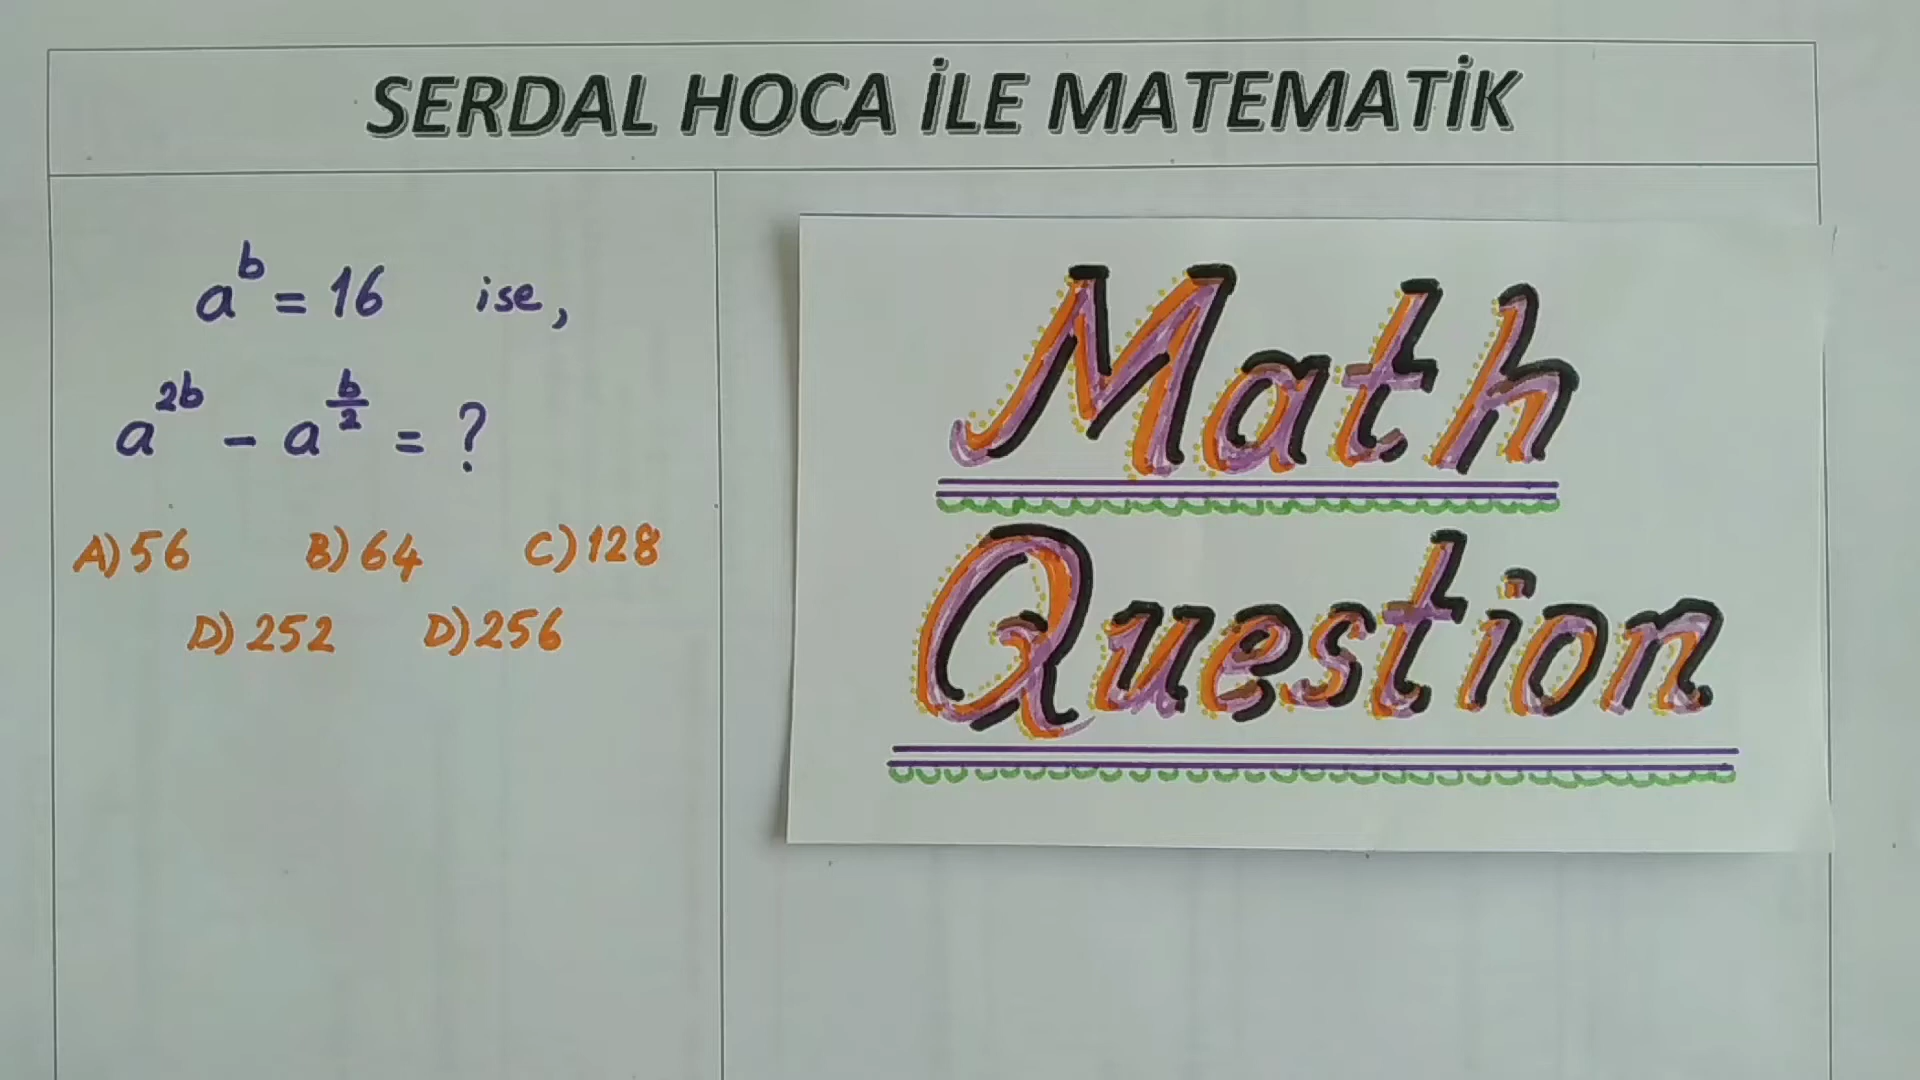 SERDAL HOCA İLE MATEMATİK
a^b = 16 ise,
a^{2b} - a^{b/2} = ?
A) 56 B) 64 C) 128
D) 252 D) 256
Math
Question